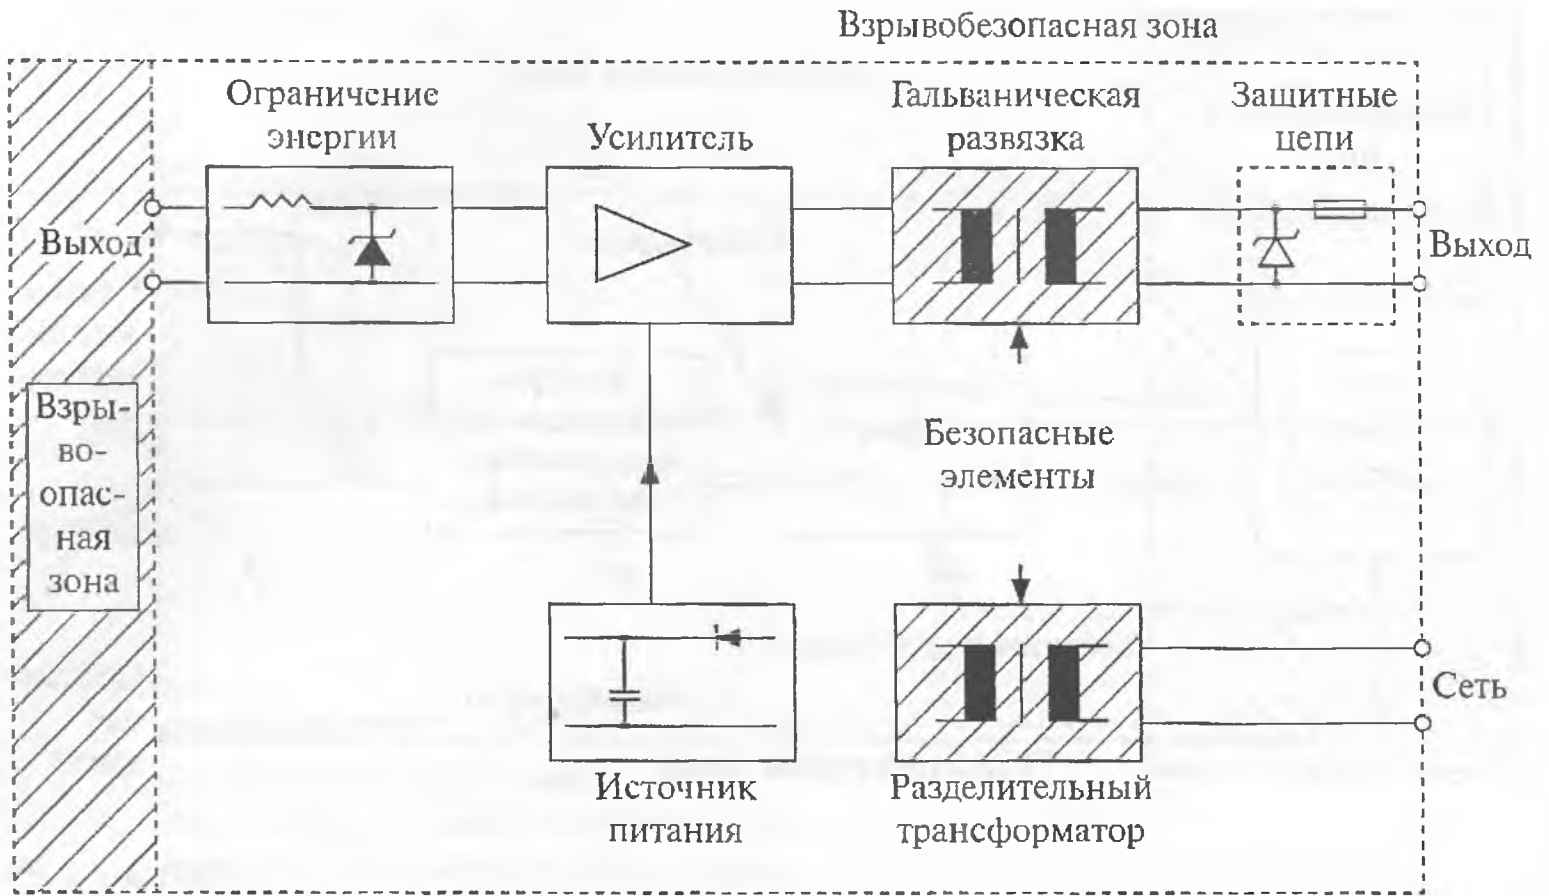 Взрывобезопасная зона
Ограничение
энергии
Усилитель
Гальваническая
развязка
Защитные
цепи
Выход
Выход
Взры-
во-
опас-
ная
зона
Безопасные
элементы
Сеть
Источник
питания
Разделительный
трансформатор